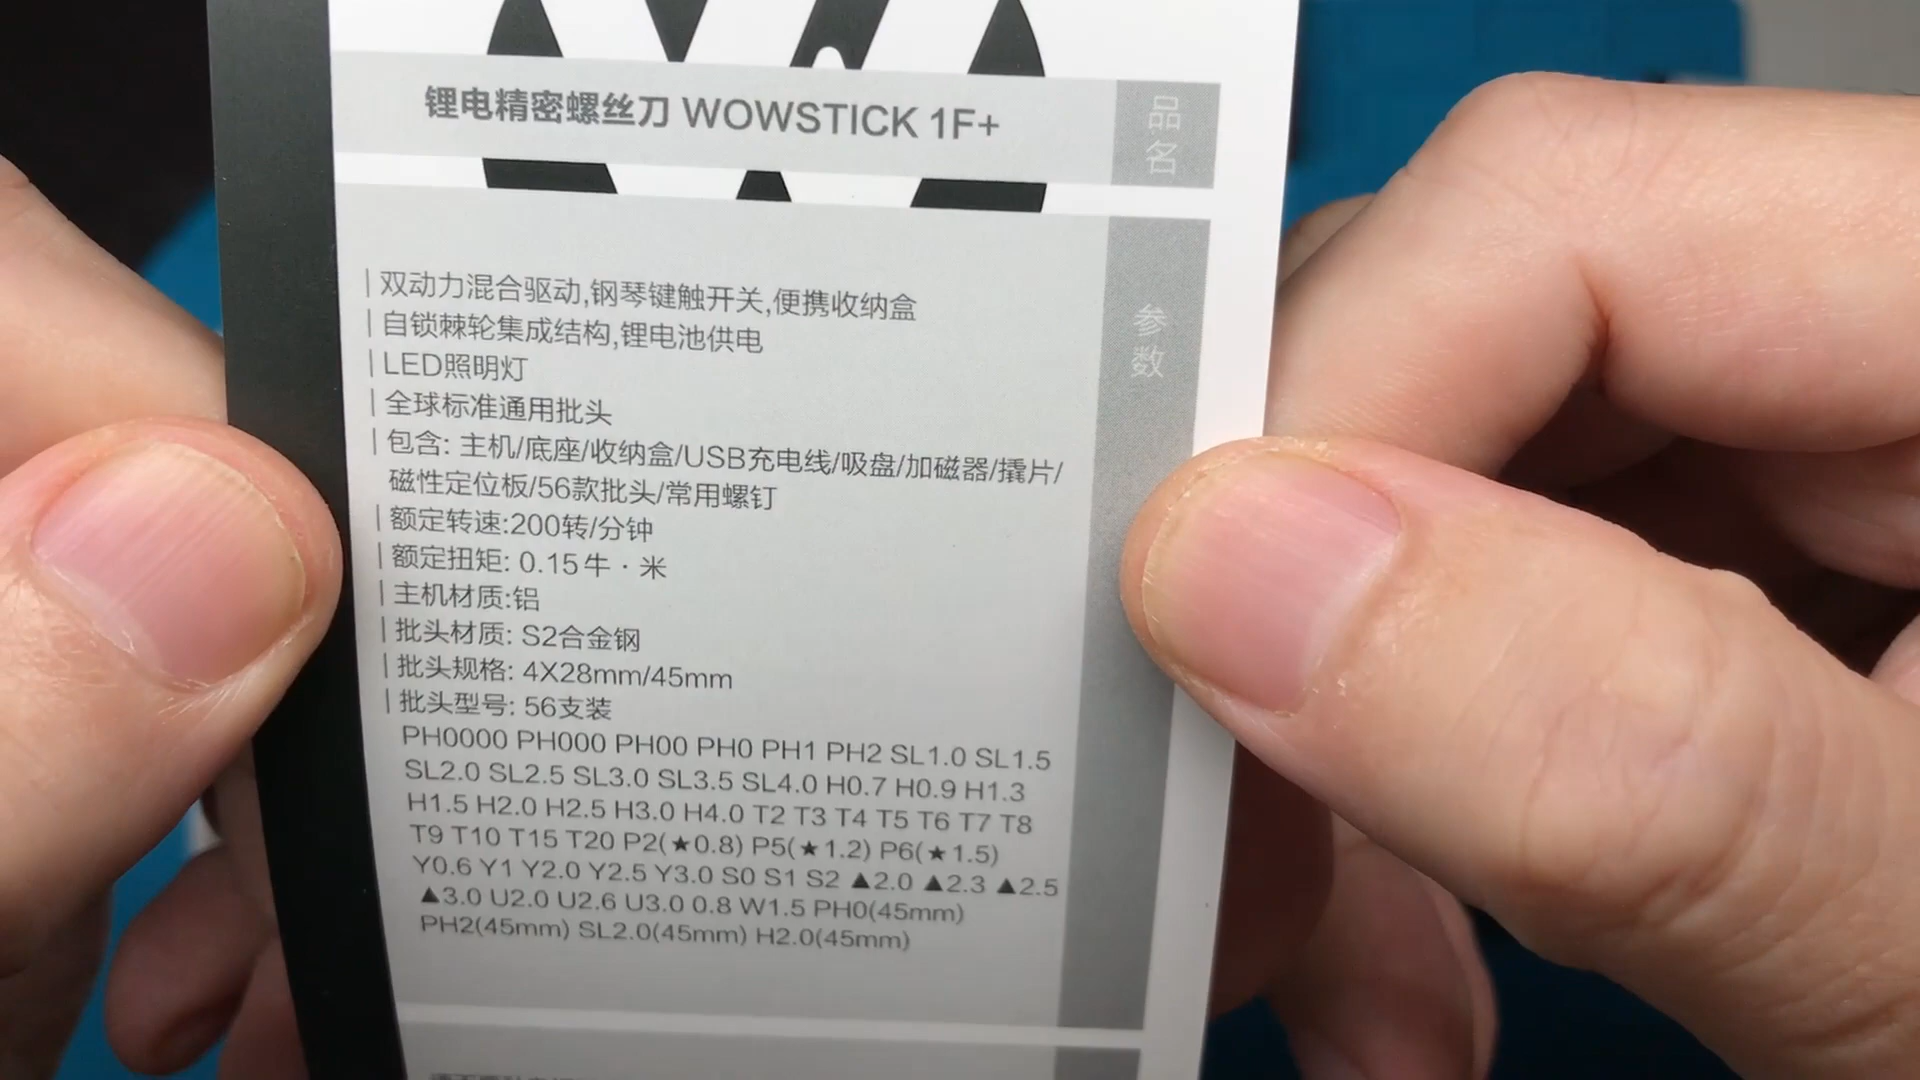 锂电精密螺丝刀 WOWSTICK 1F+
品
名
参
数
双动力混合驱动,钢琴键触开关,便携收纳盒
自锁棘轮集成结构,锂电池供电
LED照明灯
全球标准通用批头
包含: 主机/底座/收纳盒/USB充电线/吸盘/加磁器/撬片/
磁性定位板/56款批头/常用螺钉
额定转速:200转/分钟
额定扭矩: 0.15牛·米
主机材质:铝
批头材质: S2合金钢
批头规格: 4X28mm/45mm
批头型号: 56支装
PH0000 PH000 PH00 PH0 PH1 PH2 SL1.0 SL1.5
SL2.0 SL2.5 SL3.0 SL3.5 SL4.0 H0.7 H0.9 H1.3
H1.5 H2.0 H2.5 H3.0 H4.0 T2 T3 T4 T5 T6 T7 T8
T9 T10 T15 T20 P2(★0.8) P5(★1.2) P6(★1.5)
Y0.6 Y1 Y2.0 Y2.5 Y3.0 S0 S1 S2 ▲2.0 ▲2.3 ▲2.5
▲3.0 U2.0 U2.6 U3.0 0.8 W1.5 PH0(45mm)
PH2(45mm) SL2.0(45mm) H2.0(45mm)